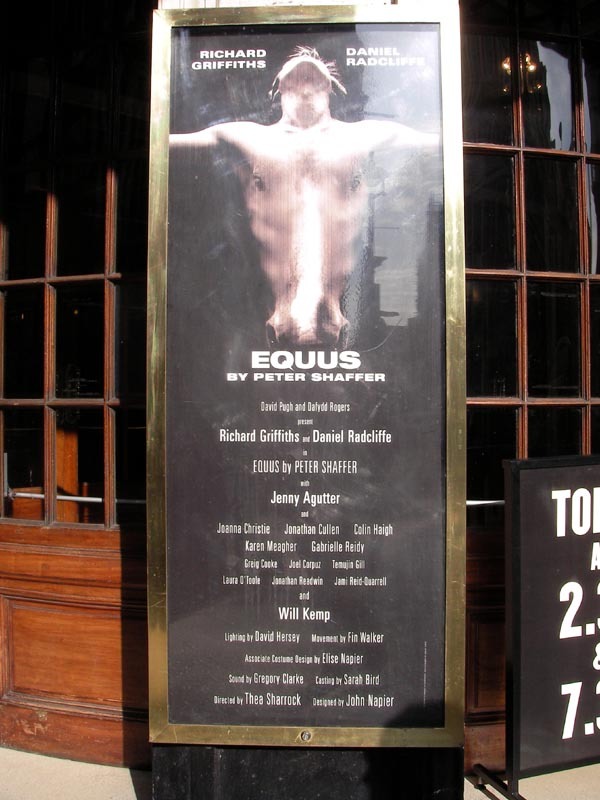 RICHARD GRIFFITHS
DANIEL RADCLIFFE
EQUUS
BY PETER SHAFFER
David Pugh and Dafydd Rogers
present
Richard Griffiths and Daniel Radcliffe
in
EQUUS by PETER SHAFFER
with
Jenny Agutter
and
Joanna Christie Jonathan Cullen Colin Haigh
Karen Meagher Gabrielle Reidy
Greig Cooke Joel Corpuz Temujin Gill
Laura O'Toole Jonathan Readwin Jami Reid-Quarrell
and
Will Kemp
Lighting by David Hersey Movement by Fin Walker
Associate Costume Design by Elise Napier
Sound by Gregory Clarke Casting by Sarah Bird
Directed by Thea Sharrock Designed by John Napier
2.3
&
7.3